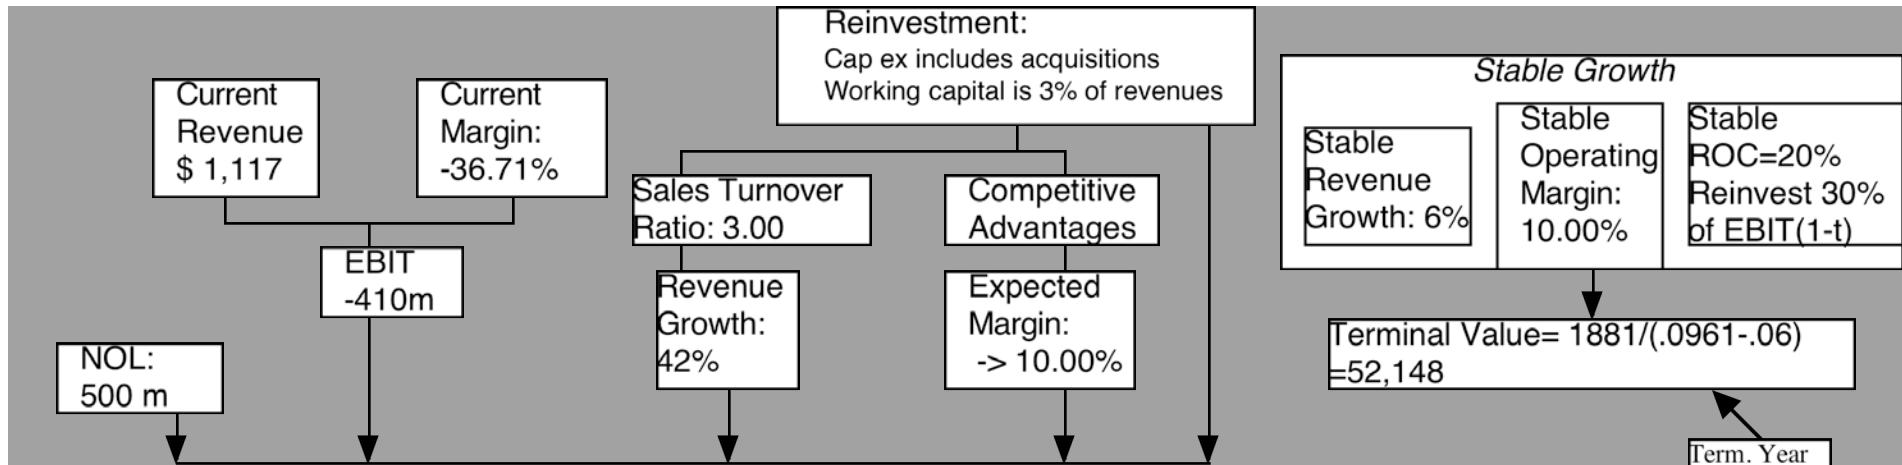 Reinvestment:
Cap ex includes acquisitions
Working capital is 3% of revenues
Current
Revenue
$ 1,117
Current
Margin:
-36.71%
EBIT
-410m
NOL:
500 m
Sales Turnover
Ratio: 3.00
Competitive
Advantages
Revenue
Growth:
42%
Expected
Margin:
-> 10.00%
Stable Growth
Stable
Revenue
Growth: 6%
Stable
Operating
Margin:
10.00%
Stable
ROC=20%
Reinvest 30%
of EBIT(1-t)
Terminal Value= 1881/(.0961-.06)
=52,148
Term. Year